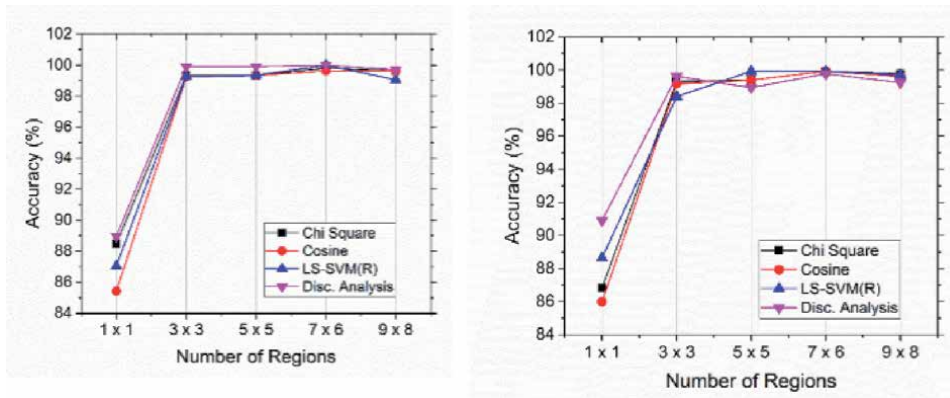 102
100
98
96
94
92
90
88
86
84
Accuracy (%)
Chi Square
Cosine
LS-SVM(R)
Disc. Analysis
1 x 1 3 x 3 5 x 5 7 x 6 9 x 8
Number of Regions
102
100
98
96
94
92
90
88
86
84
Accuracy (%)
Chi Square
Cosine
LS-SVM(R)
Disc. Analysis
1 x 1 3 x 3 5 x 5 7 x 6 9 x 8
Number of Regions